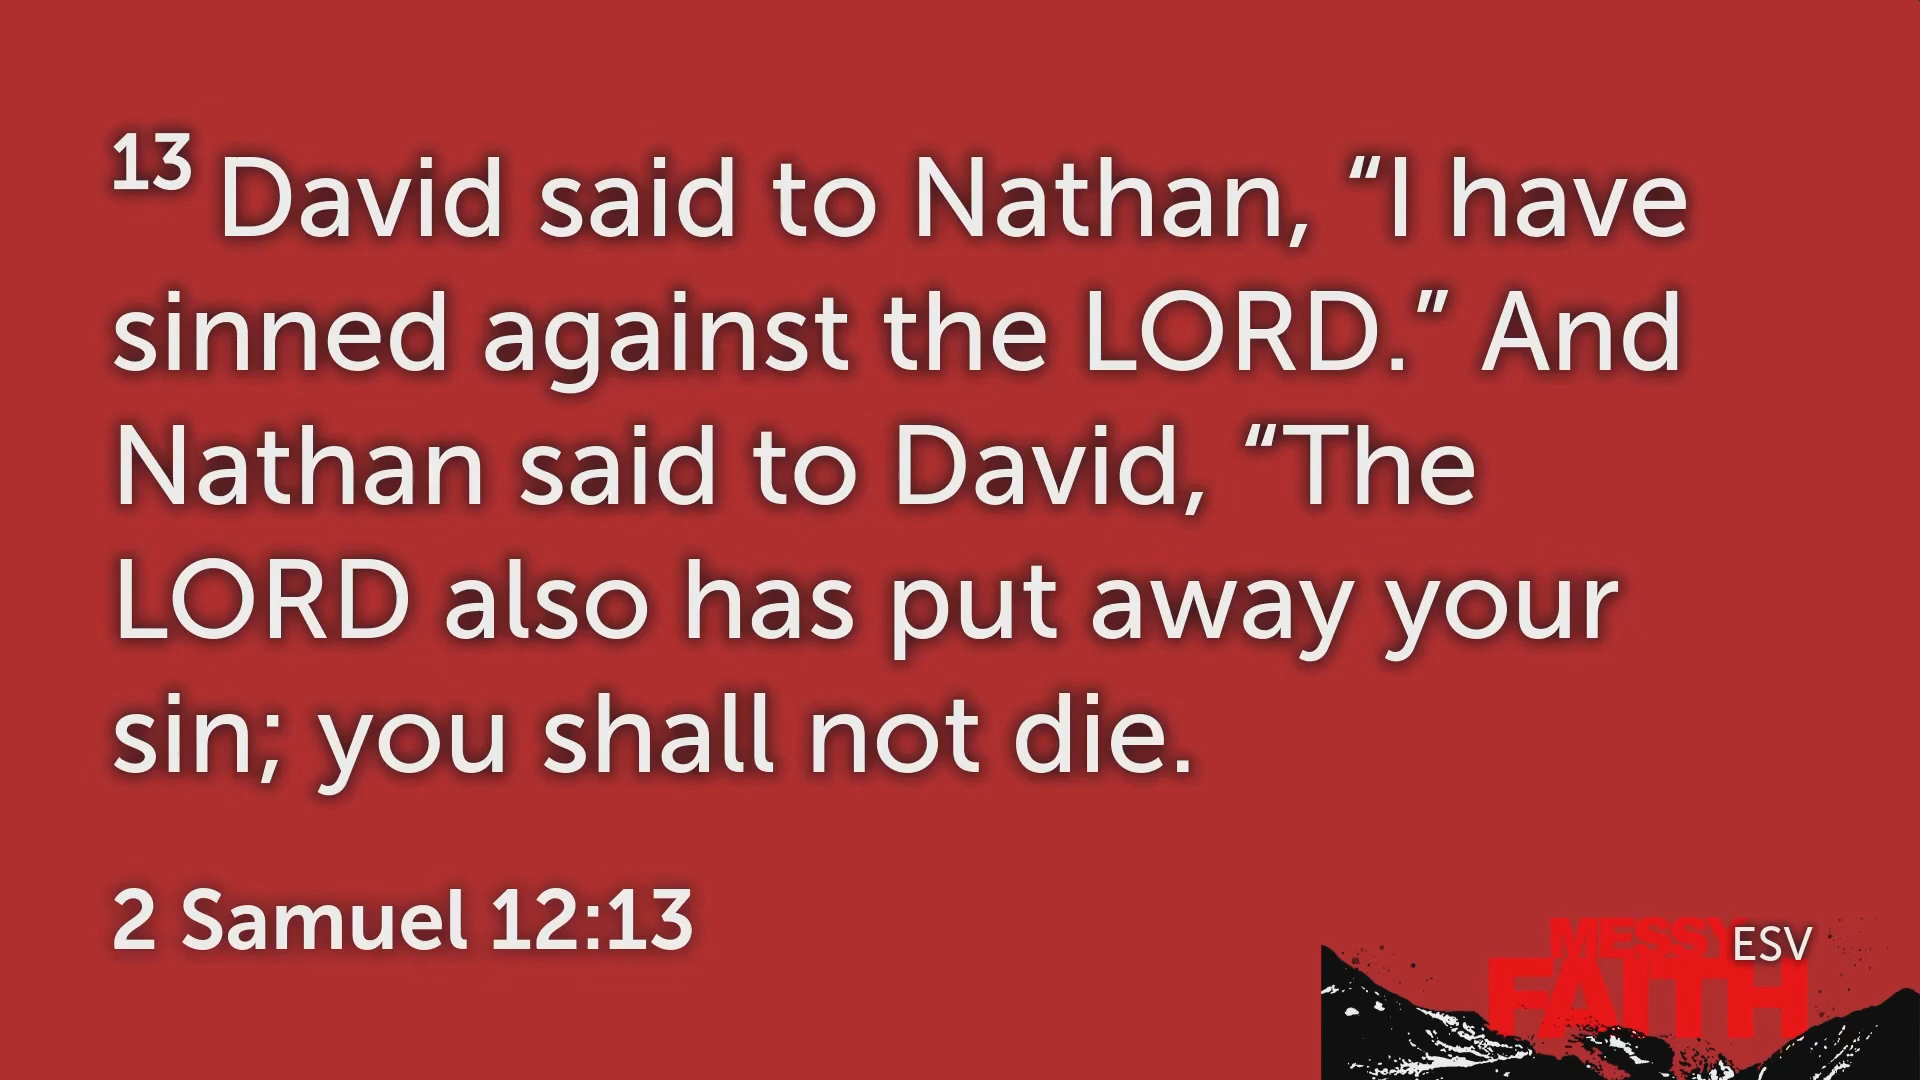 13 David said to Nathan, “I have
sinned against the LORD.” And
Nathan said to David, “The
LORD also has put away your
sin; you shall not die.
2 Samuel 12:13
MESSY
ESV
FAITH